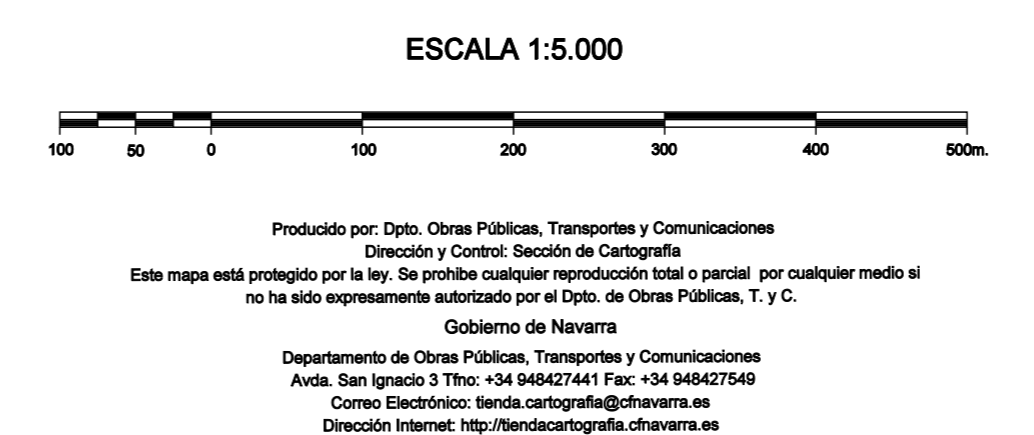 ESCALA 1:5.000
100 50 0 100 200 300 400 500m.
Producido por: Dpto. Obras Públicas, Transportes y Comunicaciones
Dirección y Control: Sección de Cartografía
Este mapa está protegido por la ley. Se prohibe cualquier reproducción total o parcial por cualquier medio si
no ha sido expresamente autorizado por el Dpto. de Obras Públicas, T. y C.
Gobierno de Navarra
Departamento de Obras Públicas, Transportes y Comunicaciones
Avda. San Ignacio 3 Tfno: +34 948427441 Fax: +34 948427549
Correo Electrónico: tienda.cartografia@cfnavarra.es
Dirección Internet: http://tiendacartografia.cfnavarra.es